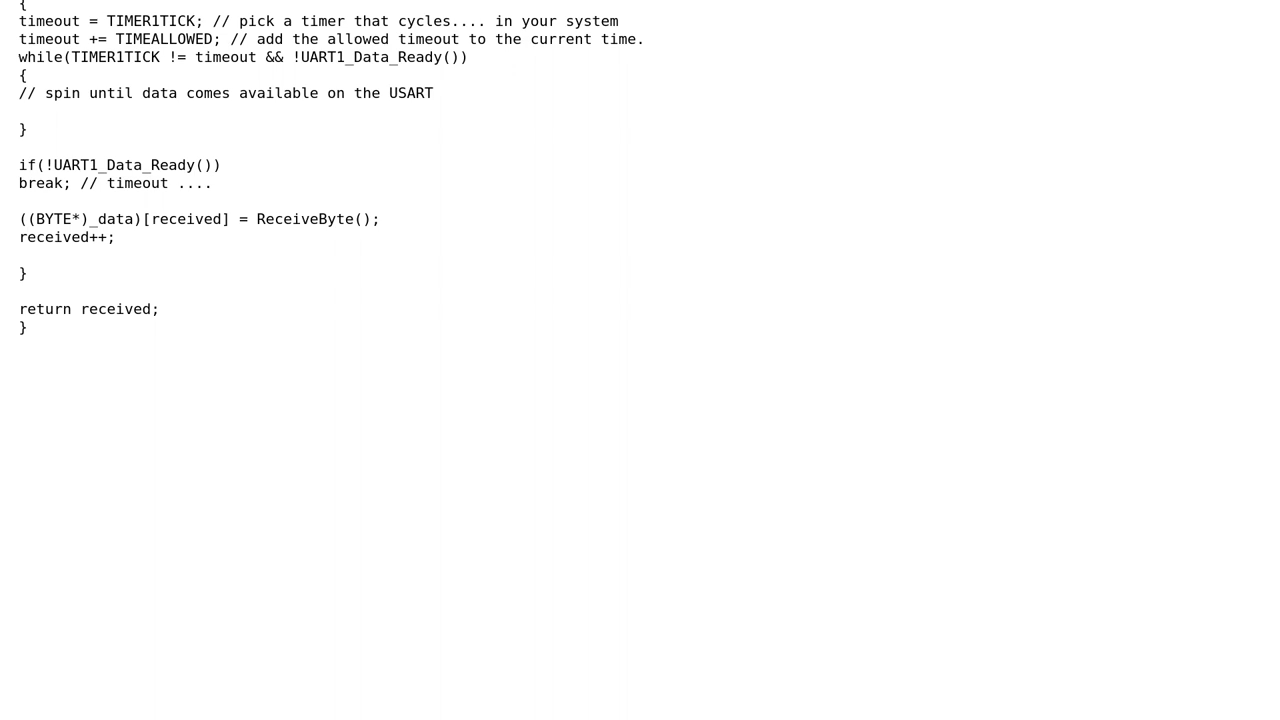 {
timeout = TIMER1TICK; // pick a timer that cycles.... in your system
timeout += TIMEALLOWED; // add the allowed timeout to the current time.
while(TIMER1TICK != timeout && !UART1_Data_Ready())
{
// spin until data comes available on the USART
}
if(!UART1_Data_Ready())
break; // timeout ....
((BYTE*)_data)[received] = ReceiveByte();
received++;
}
return received;
}